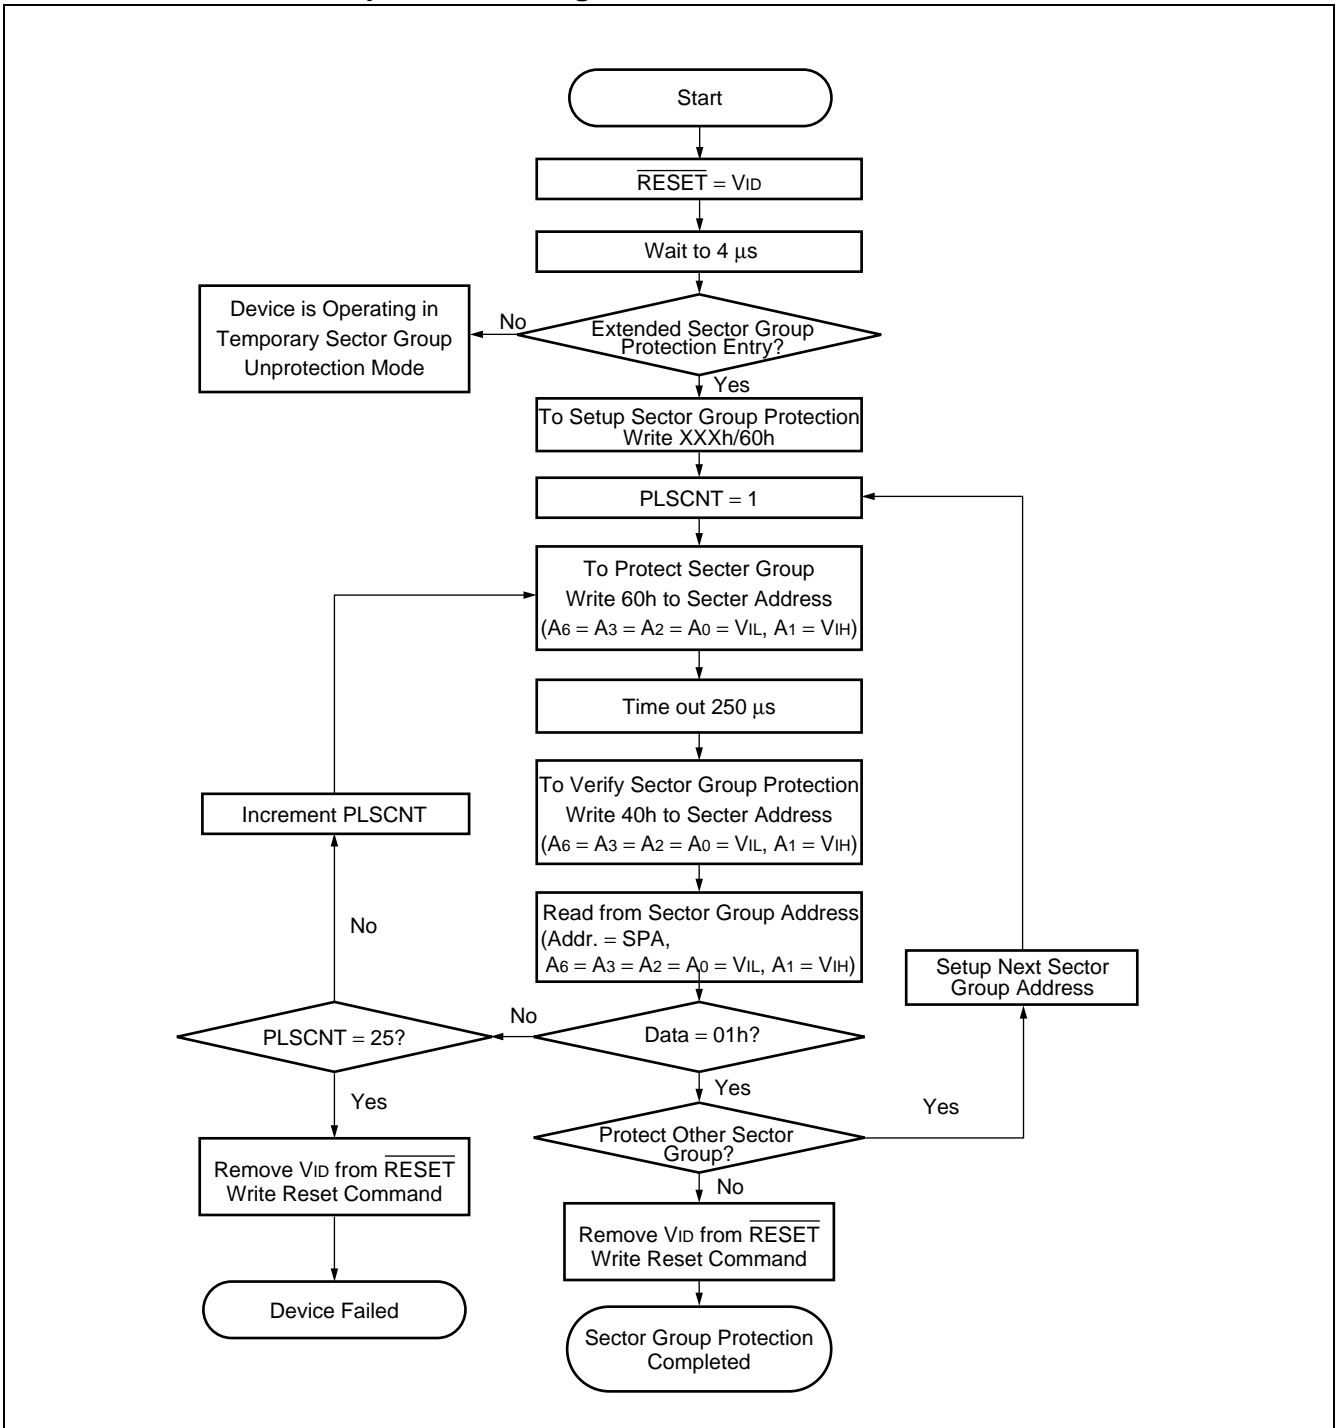 Start
RESET = VID
Wait to 4 μs
Device is Operating in
Temporary Sector Group
Unprotection Mode
No
Extended Sector Group
Protection Entry?
Yes
To Setup Sector Group Protection
Write XXXh/60h
PLSCNT = 1
To Protect Secter Group
Write 60h to Secter Address
(A6 = A3 = A2 = A0 = VIL, A1 = VIH)
Time out 250 μs
To Verify Sector Group Protection
Write 40h to Secter Address
(A6 = A3 = A2 = A0 = VIL, A1 = VIH)
Increment PLSCNT
Read from Sector Group Address
(Addr. = SPA,
A6 = A3 = A2 = A0 = VIL, A1 = VIH)
No
Setup Next Sector
Group Address
PLSCNT = 25?
No
Data = 01h?
Yes
Yes
Yes
Protect Other Sector
Group?
No
Remove VID from RESET
Write Reset Command
Remove VID from RESET
Write Reset Command
Device Failed
Sector Group Protection
Completed